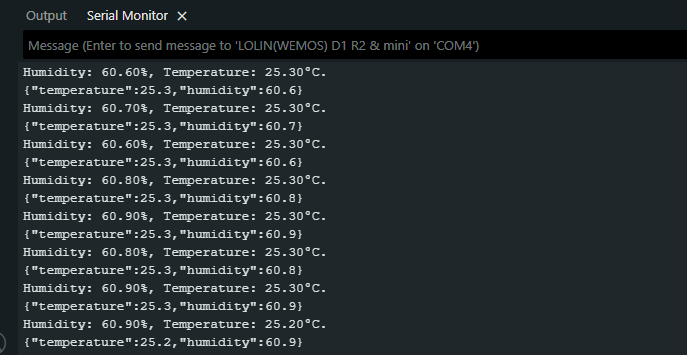 Output Serial Monitor ×
Message (Enter to send message to 'LOLIN(WEMOS) D1 R2 & mini' on 'COM4')
Humidity: 60.60%, Temperature: 25.30°C.
{"temperature":25.3,"humidity":60.6}
Humidity: 60.70%, Temperature: 25.30°C.
{"temperature":25.3,"humidity":60.7}
Humidity: 60.60%, Temperature: 25.30°C.
{"temperature":25.3,"humidity":60.6}
Humidity: 60.80%, Temperature: 25.30°C.
{"temperature":25.3,"humidity":60.8}
Humidity: 60.90%, Temperature: 25.30°C.
{"temperature":25.3,"humidity":60.9}
Humidity: 60.80%, Temperature: 25.30°C.
{"temperature":25.3,"humidity":60.8}
Humidity: 60.90%, Temperature: 25.30°C.
{"temperature":25.3,"humidity":60.9}
Humidity: 60.90%, Temperature: 25.20°C.
{"temperature":25.2,"humidity":60.9}